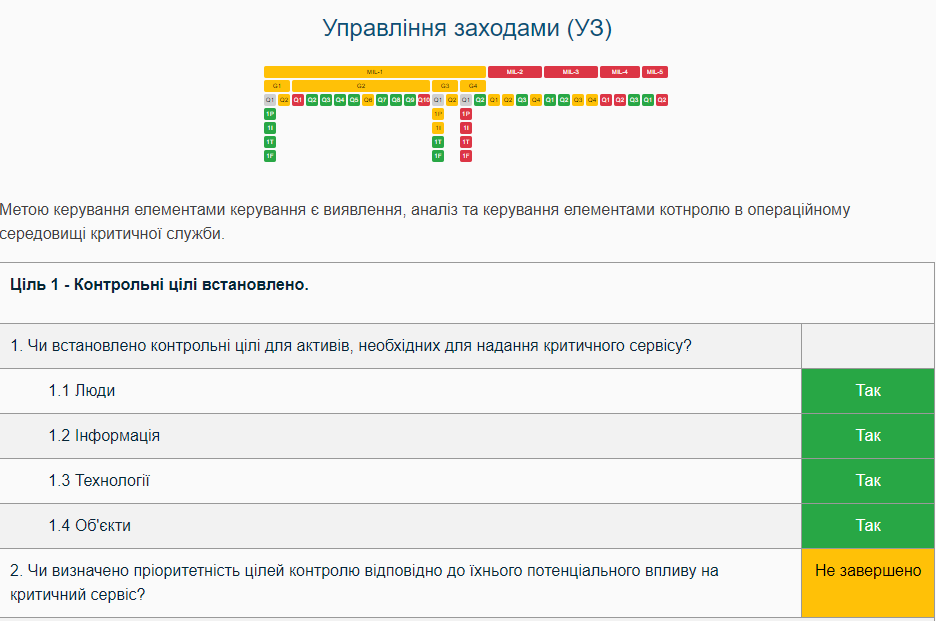 Управління заходами (УЗ)
MIL-1 MIL-2 MIL-3 MIL-4 MIL-5
G1 G2 G3 G4
Q1 Q2 Q1 Q2 Q3 Q4 Q5 Q6 Q7 Q8 Q9 Q10 Q1 Q2 Q1 Q2 Q1 Q2 Q3 Q4 Q1 Q2 Q3 Q4 Q1 Q2 Q3 Q1 Q2
1P 1P 1P
1I 1I 1I
1T 1T 1T
1F 1F 1F
Метою керування елементами керування є виявлення, аналіз та керування елементами котнролю в операційному
середовищі критичної служби.
Ціль 1 - Контрольні цілі встановлено.
1. Чи встановлено контрольні цілі для активів, необхідних для надання критичного сервісу?
1.1 Люди Так
1.2 Інформація Так
1.3 Технології Так
1.4 Об'єкти Так
2. Чи визначено пріоритетність цілей контролю відповідно до їхнього потенціального впливу на Не завершено
критичний сервіс?